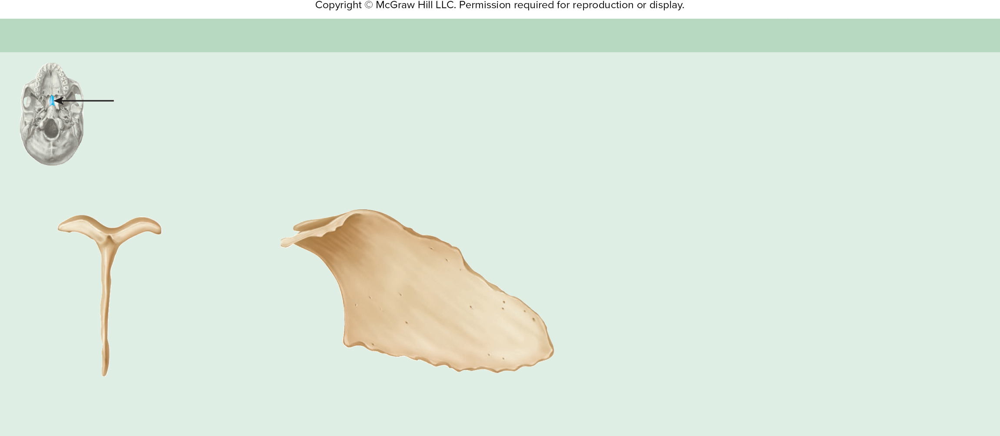 Copyright © McGraw Hill LLC. Permission required for reproduction or display.